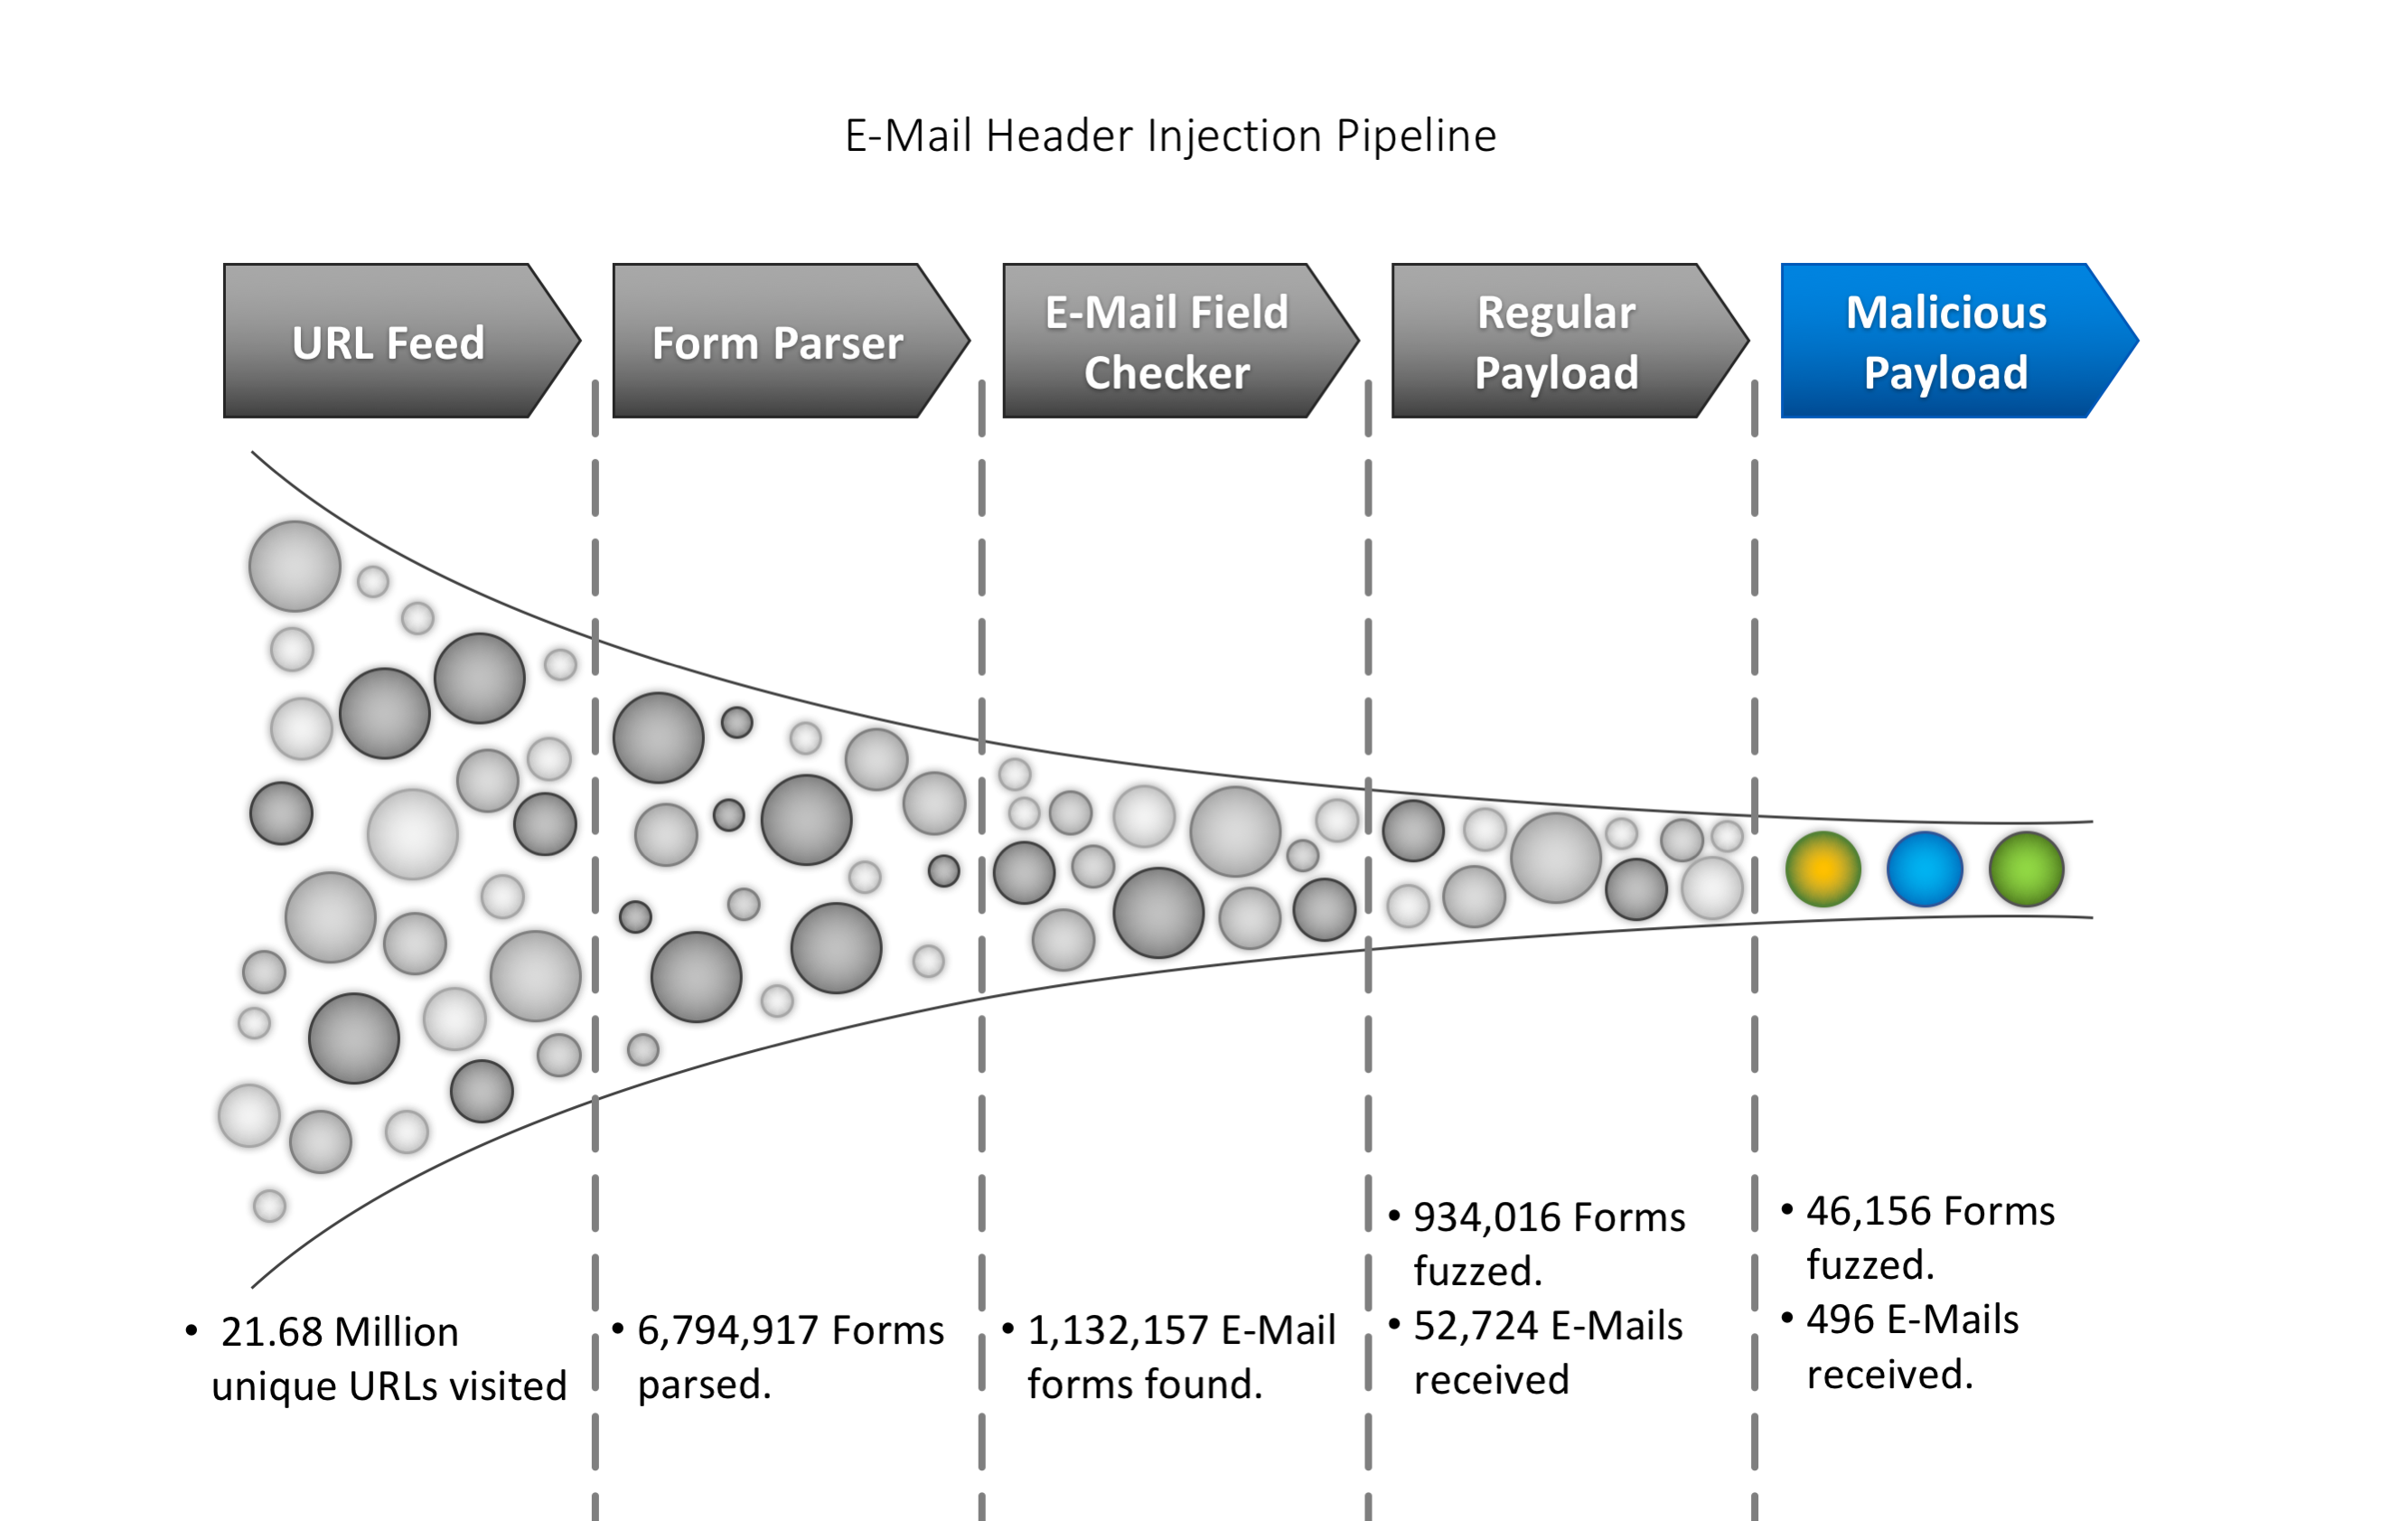 E-Mail Header Injection Pipeline
URL Feed
Form Parser
E-Mail Field
Checker
Regular
Payload
Malicious
Payload
• 21.68 Million
unique URLs visited
• 6,794,917 Forms
parsed.
• 1,132,157 E-Mail
forms found.
• 934,016 Forms
fuzzed.
• 52,724 E-Mails
received
• 46,156 Forms
fuzzed.
• 496 E-Mails
received.